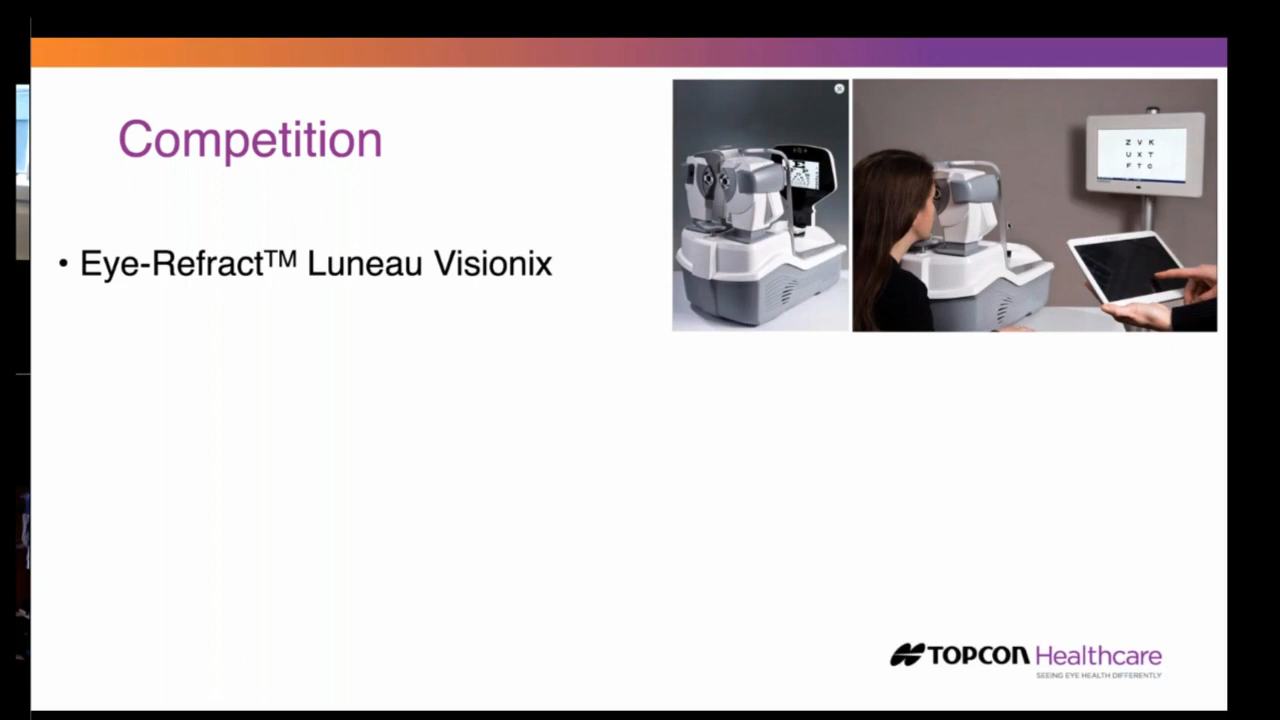 Competition
• Eye-Refract™ Luneau Visionix
Z V K
U X T
F T C
TOPCON Healthcare
SEEING EYE HEALTH DIFFERENTLY